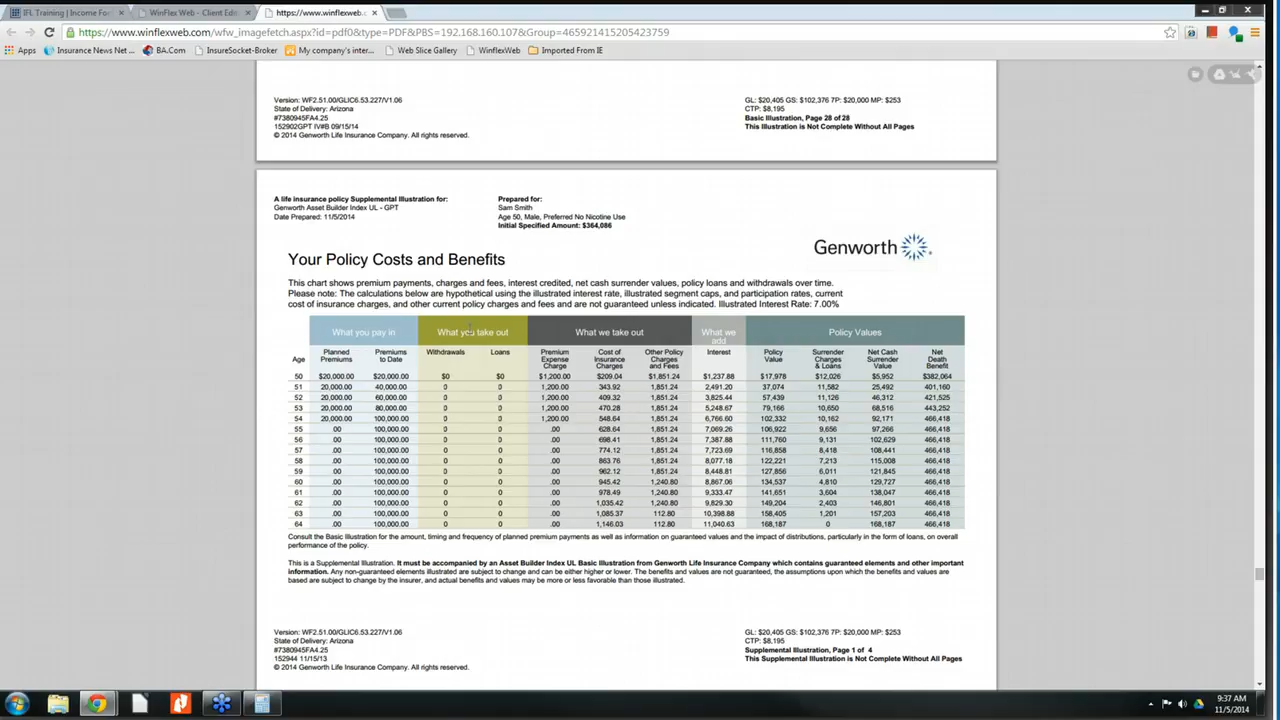 IFL Training | Income For
WinFlex Web - Client Edit
https://www.winflexweb.co
https://www.winflexweb.com/wfw_imagefetch.aspx?id=pdf0&type=PDF&PBS=192.168.160.107&Group=465921415205423759
Apps Insurance News Net ... BA.Com InsureSocket-Broker My company's inter... Web Slice Gallery WinflexWeb Imported From IE
Version: WF2.51.00/GLIC6.53.227/V1.06
State of Delivery: Arizona
#7380945FA4.25
152902GPT IV#B 09/15/14
© 2014 Genworth Life Insurance Company. All rights reserved.
GL: $20,405 GS: $102,376 7P: $20,000 MP: $253
CTP: $8,195
Basic Illustration, Page 28 of 28
This Illustration is Not Complete Without All Pages
A life insurance policy Supplemental Illustration for:
Genworth Asset Builder Index UL - GPT
Date Prepared: 11/5/2014
Prepared for:
Sam Smith
Age 50, Male, Preferred No Nicotine Use
Initial Specified Amount: $364,086
Genworth
Your Policy Costs and Benefits
This chart shows premium payments, charges and fees, interest credited, net cash surrender values, policy loans and withdrawals over time.
Please note: The calculations below are hypothetical using the illustrated interest rate, illustrated segment caps, and participation rates, current
cost of insurance charges, and other current policy charges and fees and are not guaranteed unless indicated. Illustrated Interest Rate: 7.00%
What you pay in What you take out What we take out What we add Policy Values
Age Planned Premiums Premiums to Date Withdrawals Loans Premium Expense Charge Cost of Insurance Charges Other Policy Charges and Fees Interest Policy Value Surrender Charges & Loans Net Cash Surrender Value Net Death Benefit
50 $20,000.00 $20,000.00 $0 $0 $1,200.00 $209.04 $1,851.24 $1,237.88 $17,978 $12,026 $5,952 $382,064
51 20,000.00 40,000.00 0 0 1,200.00 343.92 1,851.24 2,491.20 37,074 11,582 25,492 401,160
52 20,000.00 60,000.00 0 0 1,200.00 409.32 1,851.24 3,825.44 57,439 11,126 46,312 421,525
53 20,000.00 80,000.00 0 0 1,200.00 470.28 1,851.24 5,248.67 79,166 10,650 68,516 443,252
54 20,000.00 100,000.00 0 0 1,200.00 548.64 1,851.24 6,766.60 102,332 10,162 92,171 466,418
55 .00 100,000.00 0 0 .00 628.64 1,851.24 7,069.26 106,922 9,656 97,266 466,418
56 .00 100,000.00 0 0 .00 698.41 1,851.24 7,387.88 111,760 9,131 102,629 466,418
57 .00 100,000.00 0 0 .00 774.12 1,851.24 7,723.69 116,858 8,418 108,441 466,418
58 .00 100,000.00 0 0 .00 863.76 1,851.24 8,077.18 122,221 7,213 115,008 466,418
59 .00 100,000.00 0 0 .00 962.12 1,851.24 8,448.81 127,856 6,011 121,845 466,418
60 .00 100,000.00 0 0 .00 945.42 1,240.80 8,867.06 134,537 4,810 129,727 466,418
61 .00 100,000.00 0 0 .00 978.49 1,240.80 9,333.47 141,651 3,604 138,047 466,418
62 .00 100,000.00 0 0 .00 1,035.42 1,240.80 9,829.30 149,204 2,403 146,801 466,418
63 .00 100,000.00 0 0 .00 1,085.37 112.80 10,398.88 158,405 1,201 157,203 466,418
64 .00 100,000.00 0 0 .00 1,146.03 112.80 11,040.63 168,187 0 168,187 466,418
Consult the Basic Illustration for the amount, timing and frequency of planned premium payments as well as information on guaranteed values and the impact of distributions, particularly in the form of loans, on overall
performance of the policy.
This is a Supplemental Illustration. It must be accompanied by an Asset Builder Index UL Basic Illustration from Genworth Life Insurance Company which contains guaranteed elements and other important
information. Any non-guaranteed elements illustrated are subject to change and can be either higher or lower. The benefits and values are not guaranteed, the assumptions upon which the benefits and values are
based are subject to change by the insurer, and actual benefits and values may be more or less favorable than those illustrated.
Version: WF2.51.00/GLIC6.53.227/V1.06
State of Delivery: Arizona
#7380945FA4.25
152944 11/15/13
© 2014 Genworth Life Insurance Company. All rights reserved.
GL: $20,405 GS: $102,376 7P: $20,000 MP: $253
CTP: $8,195
Supplemental Illustration, Page 1 of 4
This Supplemental Illustration is Not Complete Without All Pages
9:37 AM
11/5/2014